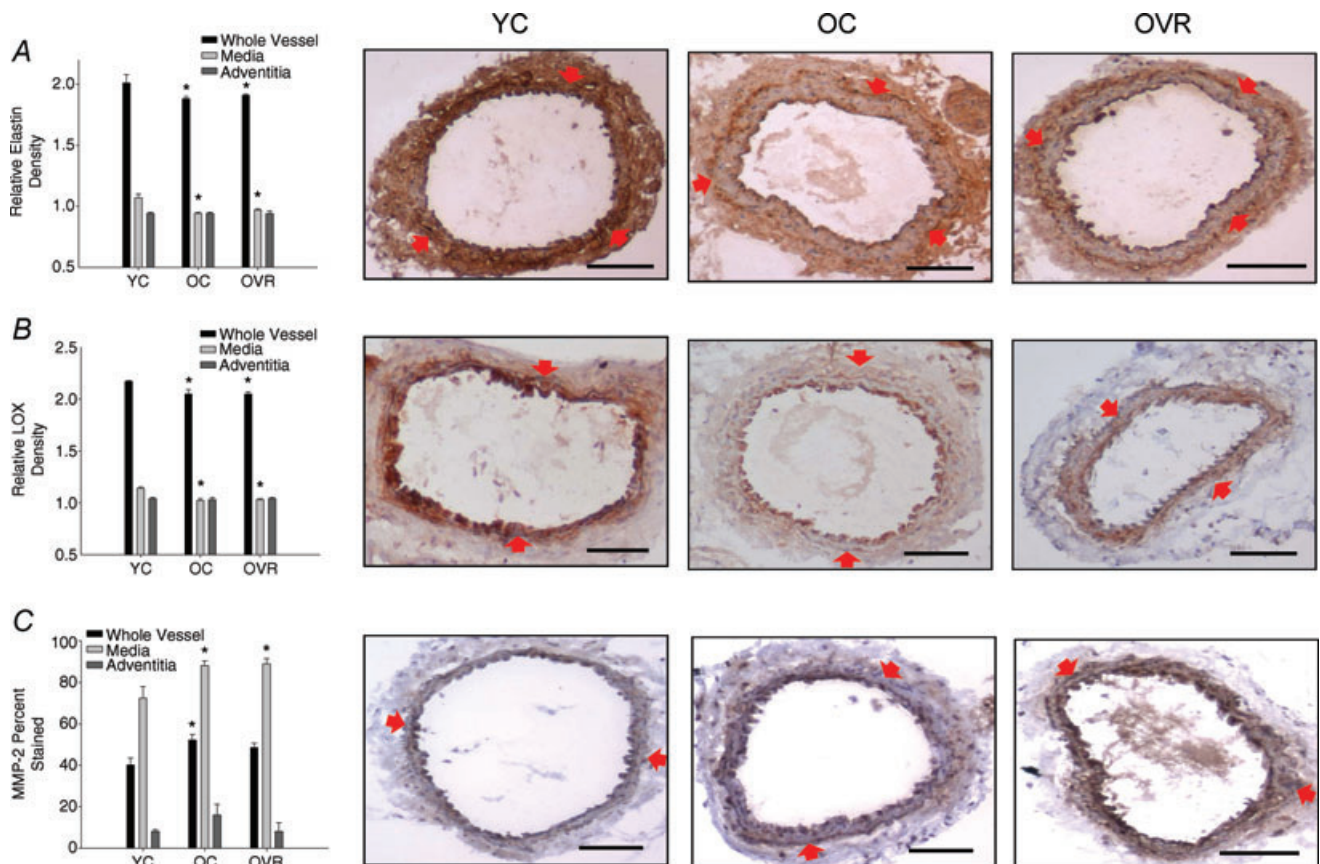 YC
OC
OVR
A
Whole Vessel
Media
Adventitia
Relative Elastin
Density
2.0
1.5
1.0
0.5
*
*
*
*
YC
OC
OVR
B
Whole Vessel
Media
Adventitia
Relative LOX
Density
2.5
2.0
1.5
1.0
0.5
*
*
*
*
YC
OC
OVR
C
Whole Vessel
Media
Adventitia
MMP-2 Percent
Stained
100
80
60
40
20
0
*
*
*
YC
OC
OVR